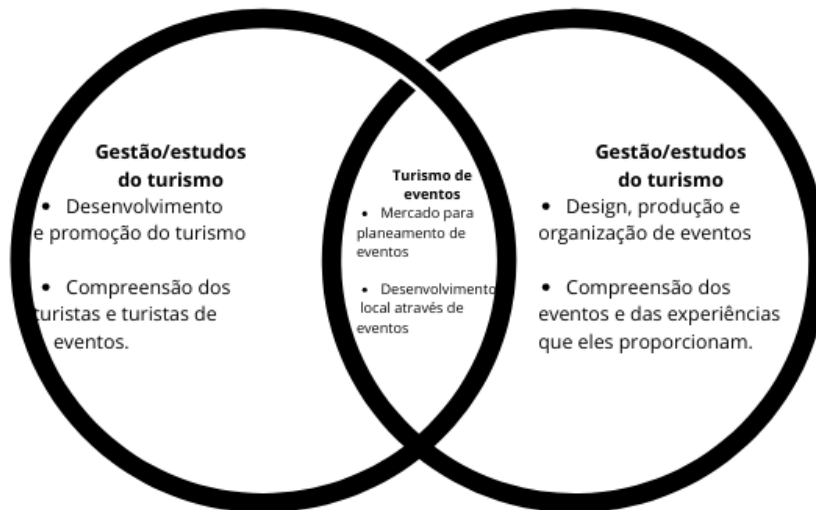 Gestão/estudos
do turismo
• Desenvolvimento
e promoção do turismo
• Compreensão dos
turistas e turistas de
eventos.
Turismo de
eventos
• Mercado para
planeamento de
eventos
• Desenvolvimento
local através de
eventos
Gestão/estudos
do turismo
• Design, produção e
organização de eventos
• Compreensão dos
eventos e das experiências
que eles proporcionam.